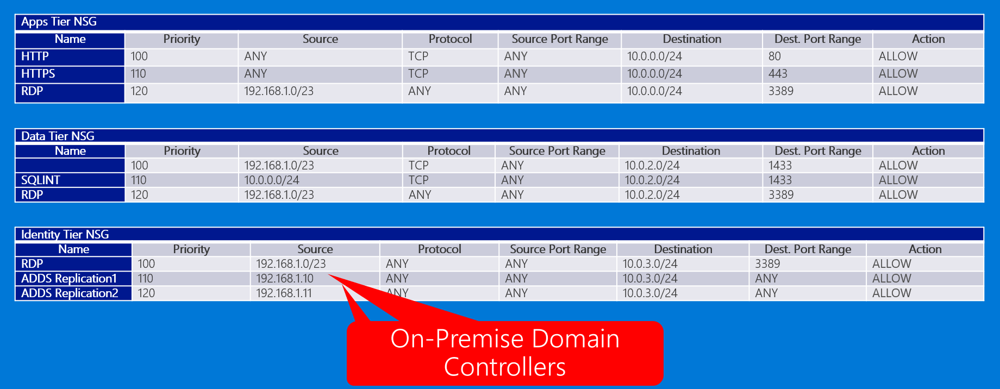 Apps Tier NSG
Name Priority Source Protocol Source Port Range Destination Dest. Port Range Action
HTTP 100 ANY TCP ANY 10.0.0.0/24 80 ALLOW
HTTPS 110 ANY TCP ANY 10.0.0.0/24 443 ALLOW
RDP 120 192.168.1.0/23 ANY ANY 10.0.0.0/24 3389 ALLOW
Data Tier NSG
Name Priority Source Protocol Source Port Range Destination Dest. Port Range Action
100 192.168.1.0/23 TCP ANY 10.0.2.0/24 1433 ALLOW
SQLINT 110 10.0.0.0/24 TCP ANY 10.0.2.0/24 1433 ALLOW
RDP 120 192.168.1.0/23 ANY ANY 10.0.2.0/24 3389 ALLOW
Identity Tier NSG
Name Priority Source Protocol Source Port Range Destination Dest. Port Range Action
RDP 100 192.168.1.0/23 ANY ANY 10.0.3.0/24 3389 ALLOW
ADDS Replication1 110 192.168.1.10 ANY ANY 10.0.3.0/24 ANY ALLOW
ADDS Replication2 120 192.168.1.11 ANY ANY 10.0.3.0/24 ANY ALLOW
On-Premise Domain
Controllers